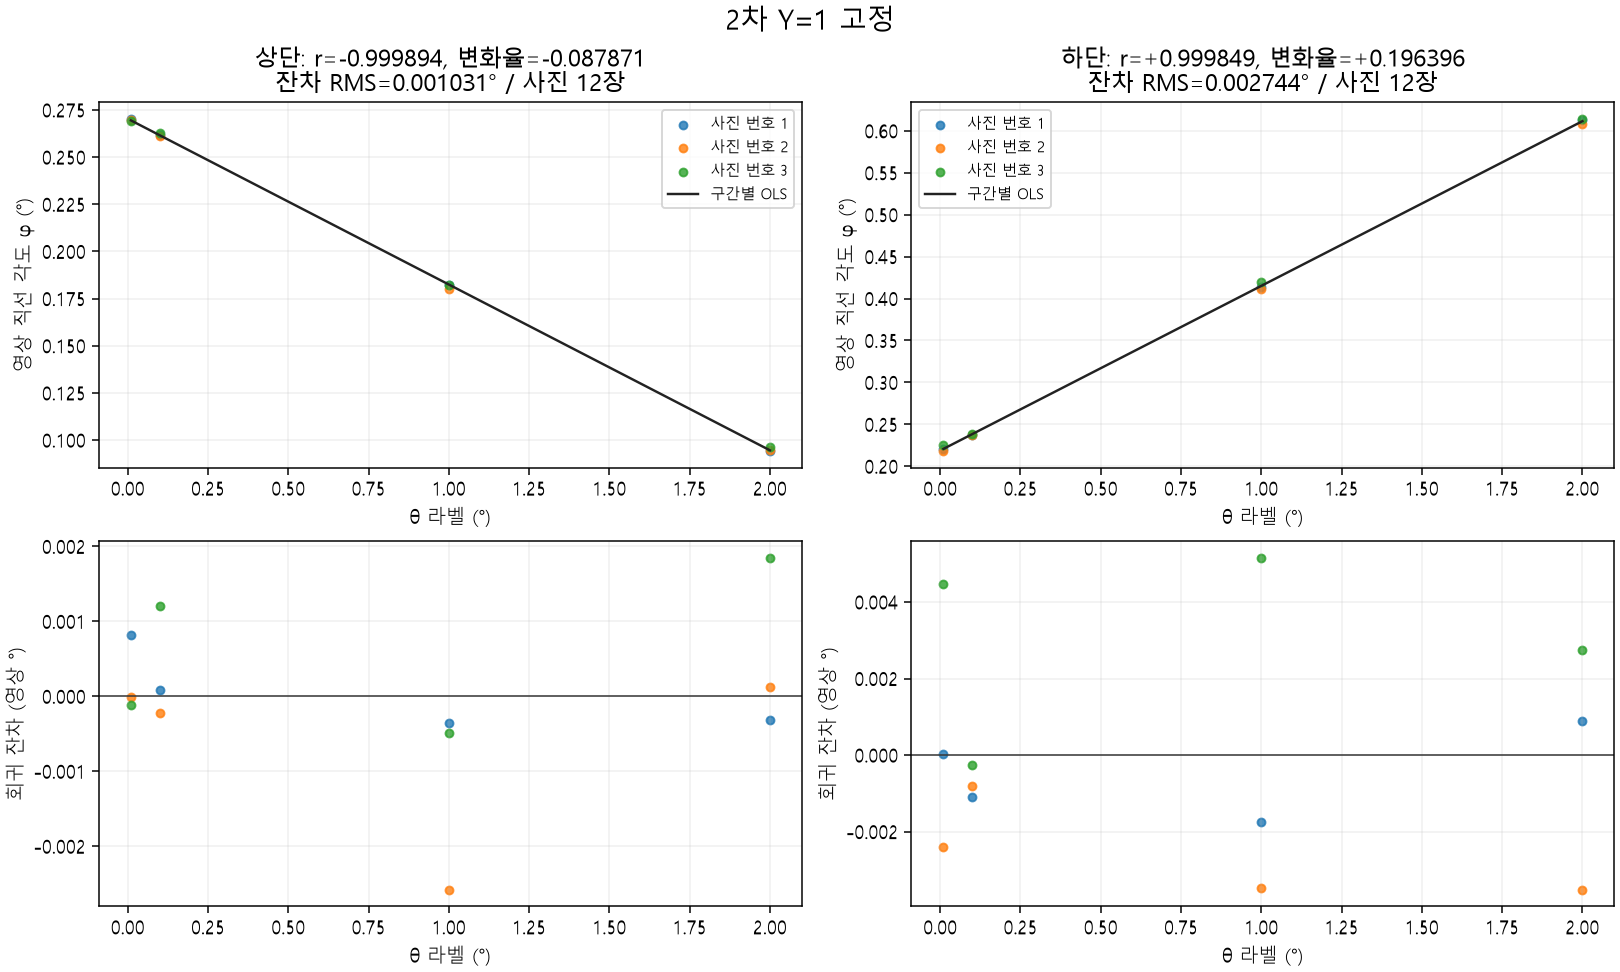 2차 Y=1 고정
상단: r=-0.999894, 변화율=-0.087871
잔차 RMS=0.001031° / 사진 12장
0.275
0.250
0.225
0.200
0.175
0.150
0.125
0.100
영상 직선 각도 φ (°)
사진 번호 1
사진 번호 2
사진 번호 3
구간별 OLS
0.00 0.25 0.50 0.75 1.00 1.25 1.50 1.75 2.00
θ 라벨 (°)
하단: r=+0.999849, 변화율=+0.196396
잔차 RMS=0.002744° / 사진 12장
0.60
0.55
0.50
0.45
0.40
0.35
0.30
0.25
0.20
영상 직선 각도 φ (°)
사진 번호 1
사진 번호 2
사진 번호 3
구간별 OLS
0.00 0.25 0.50 0.75 1.00 1.25 1.50 1.75 2.00
θ 라벨 (°)
0.002
0.001
0.000
-0.001
-0.002
회귀 잔차 (영상 °)
0.00 0.25 0.50 0.75 1.00 1.25 1.50 1.75 2.00
θ 라벨 (°)
0.004
0.002
0.000
-0.002
회귀 잔차 (영상 °)
0.00 0.25 0.50 0.75 1.00 1.25 1.50 1.75 2.00
θ 라벨 (°)